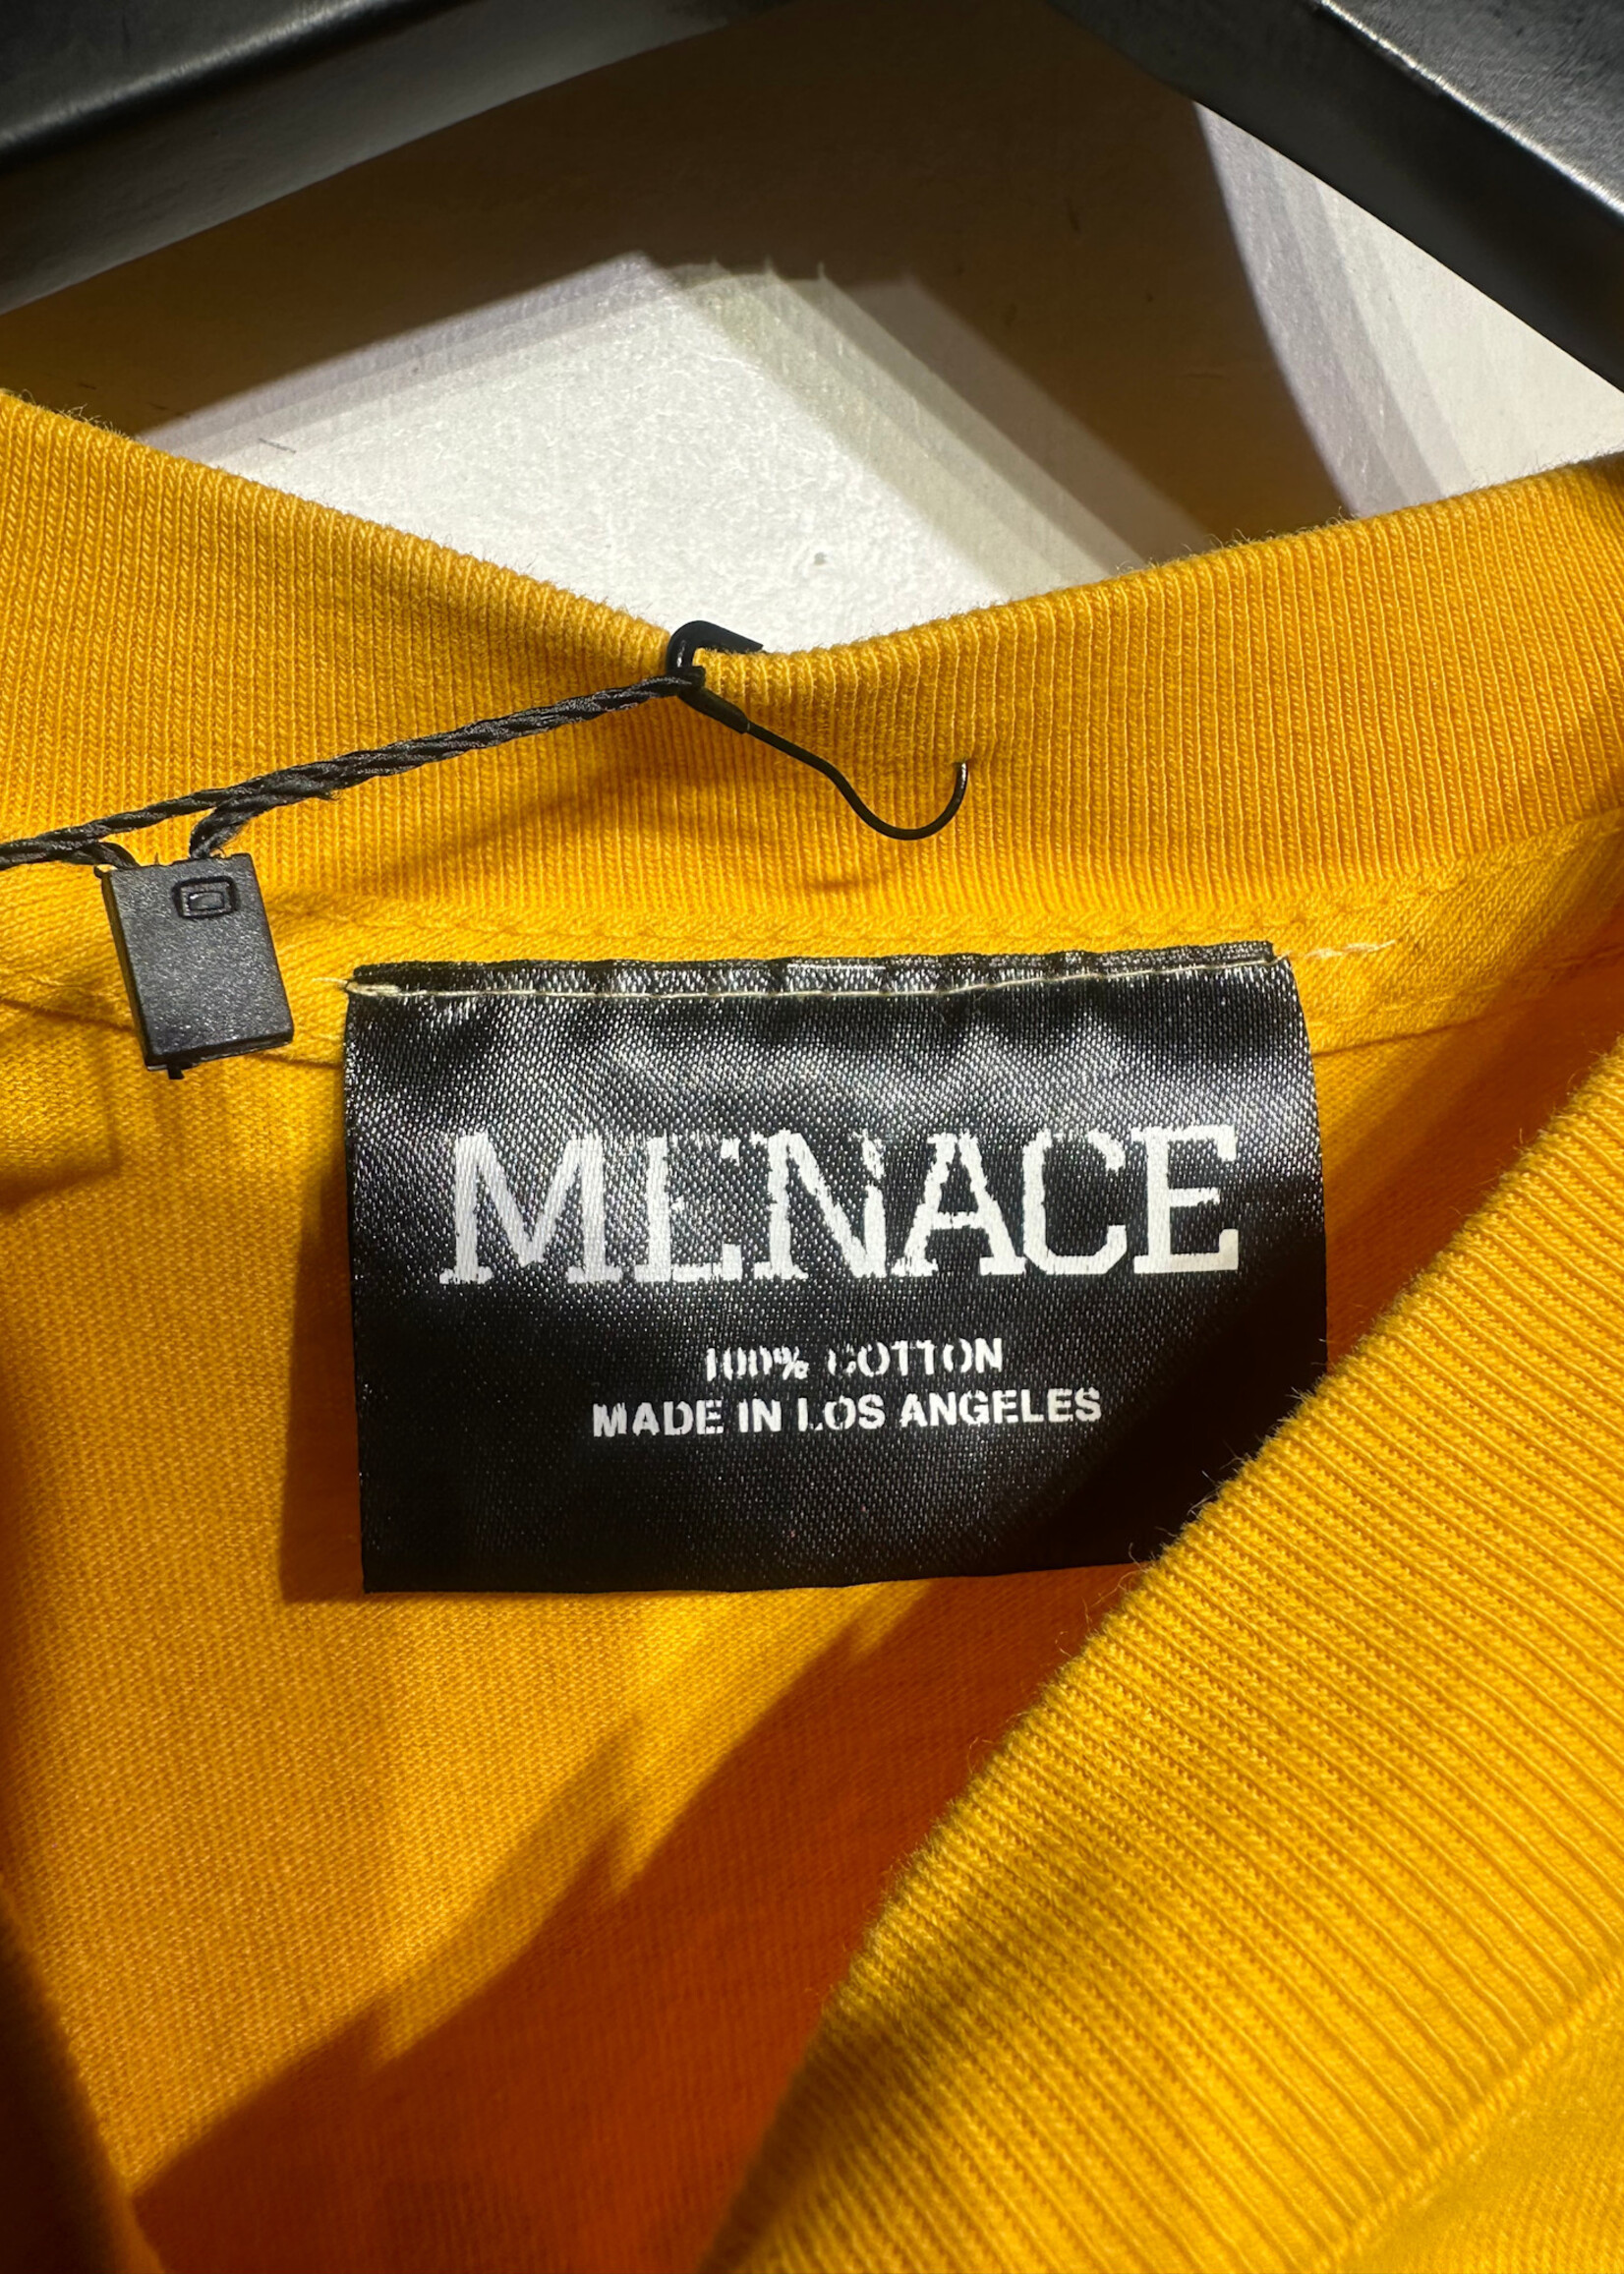 MENACE
100% COTTON
MADE IN LOS ANGELES